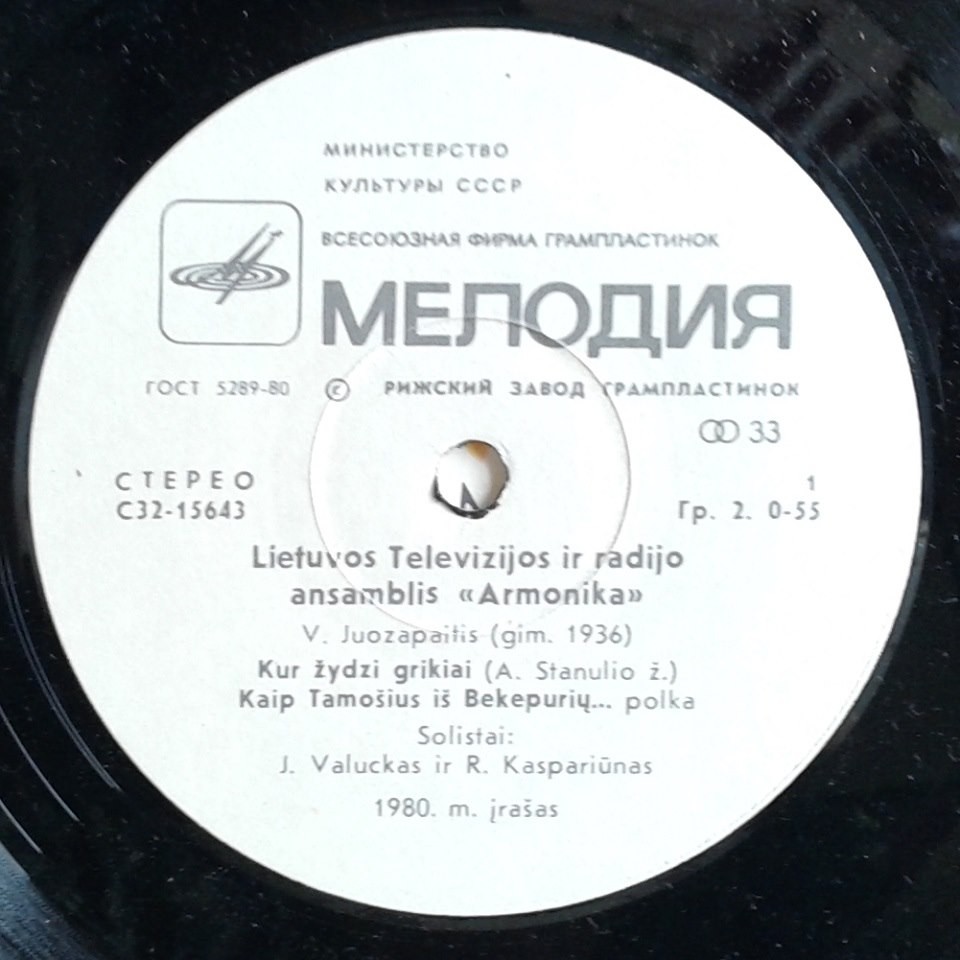 МИНИСТЕРСТВО
КУЛЬТУРЫ СССР
ВСЕСОЮЗНАЯ ФИРМА ГРАМПЛАСТИНОК
МЕЛОДИЯ
ГОСТ 5289-80 © РИЖСКИЙ ЗАВОД ГРАМПЛАСТИНОК
33
СТЕРЕО 1
С32-15643 Гр. 2. 0-55
Lietuvos Televizijos ir radijo
ansamblis «Armonika»
V. Juozapaitis (gim. 1936)
Kur žydzi grikiai (A. Stanulio ž.)
Kaip Tamošius iš Bekepurių... polka
Solistai:
J. Valuckas ir R. Kaspariūnas
1980. m. įrašas